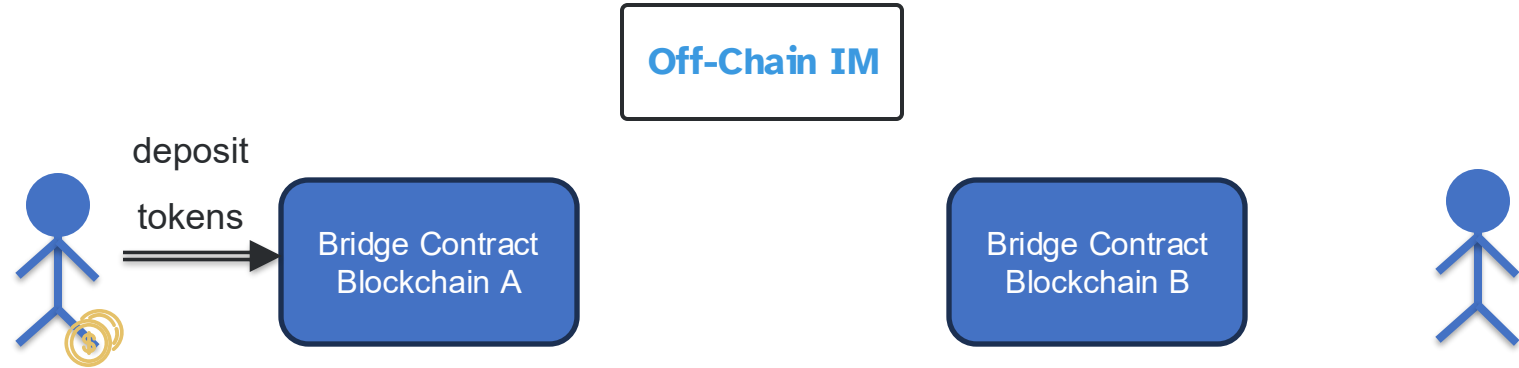 Off-Chain IM
deposit
tokens
Bridge Contract
Blockchain A
Bridge Contract
Blockchain B
$